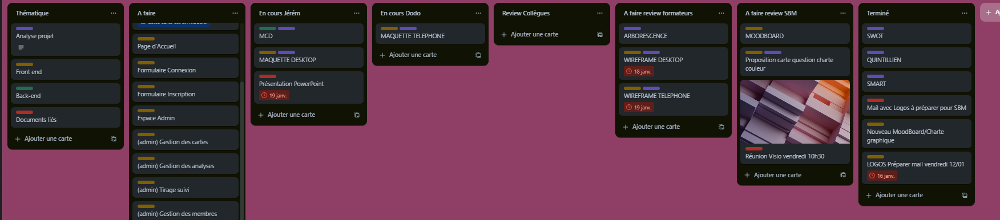 Thématique
Analyse projet
Front end
Back-end
Documents liés
+ Ajouter une carte
A faire
Cette carte est un modèle.
Page d'Accueil
Formulaire Connexion
Formulaire Inscription
Espace Admin
(admin) Gestion des cartes
(admin) Gestion des analyses
(admin) Tirage suivi
(admin) Gestion des membres
En cours Jérém
MCD
MAQUETTE DESKTOP
Présentation PowerPoint
19 janv.
+ Ajouter une carte
En cours Dodo
MAQUETTE TELEPHONE
+ Ajouter une carte
Review Collègues
+ Ajouter une carte
A faire review formateurs
ARBORESCENCE
WIREFRAME DESKTOP
18 janv.
WIREFRAME TELEPHONE
19 janv.
+ Ajouter une carte
A faire review SBM
MOODBOARD
Proposition carte question charte
couleur
Réunion Visio vendredi 10h30
+ Ajouter une carte
Terminé
SWOT
QUINTILLIEN
SMART
Mail avec Logos à préparer pour SBM
Nouveau MoodBoard/Charte
graphique
LOGOS Préparer mail vendredi 12/01
16 janv.
+ Ajouter une carte